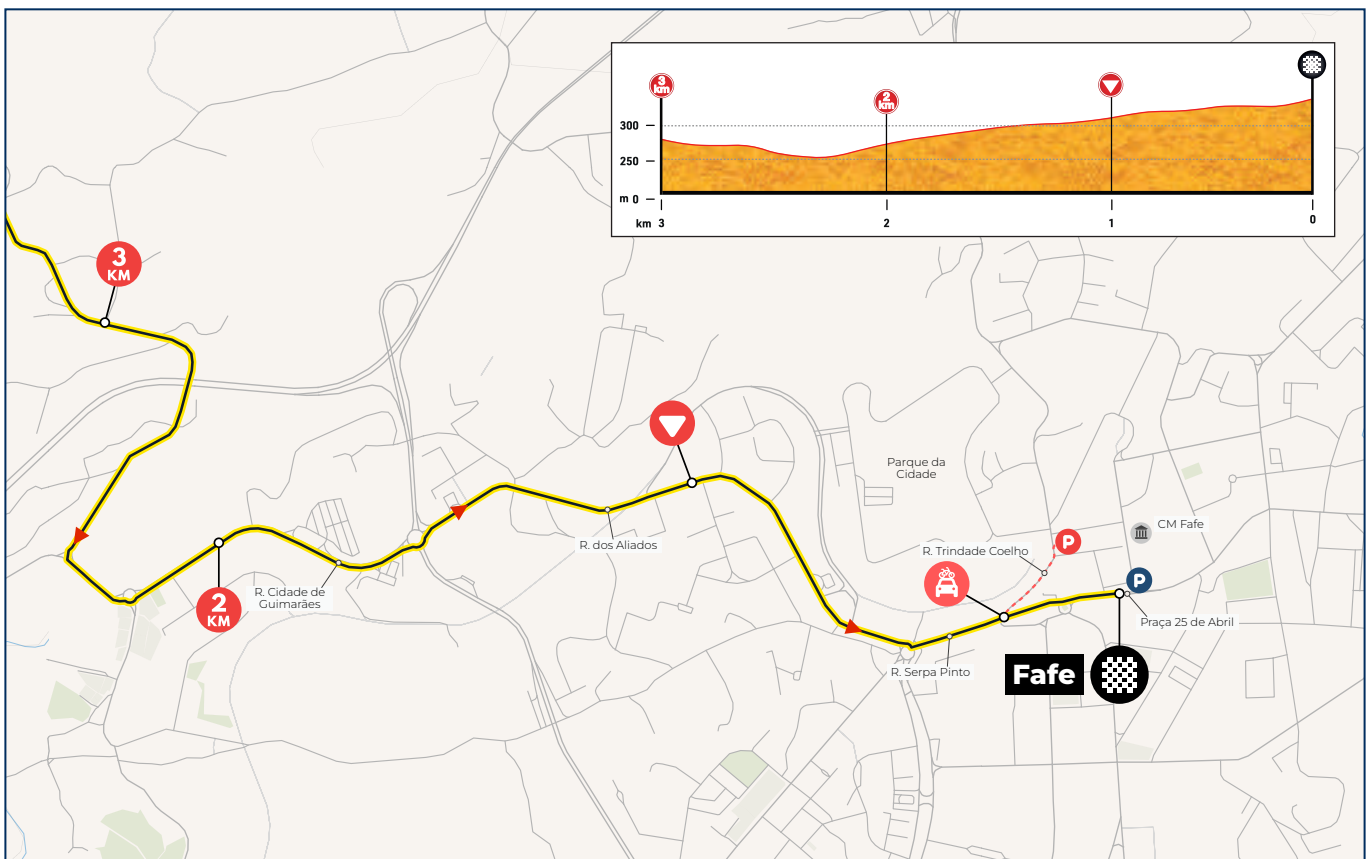 3
km
2
km
300
250
m 0
km 3
2
1
0
3
KM
Parque da
Cidade
CM Fafe
R. dos Aliados
R. Trindade Coelho
P
P
R. Cidade de
Guimarães
2
KM
Praça 25 de Abril
R. Serpa Pinto
Fafe